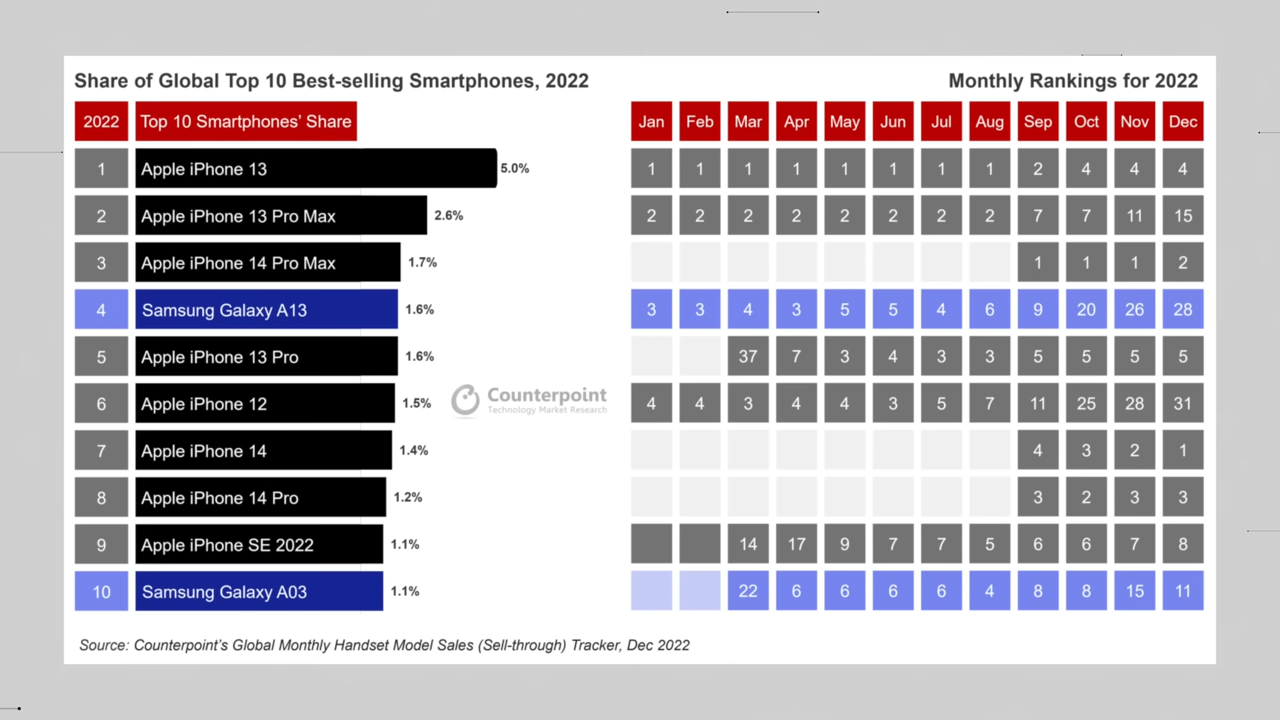 Share of Global Top 10 Best-selling Smartphones, 2022 Monthly Rankings for 2022
2022 Top 10 Smartphones' Share Jan Feb Mar Apr May Jun Jul Aug Sep Oct Nov Dec
1 Apple iPhone 13 5.0% 1 1 1 1 1 1 1 1 2 4 4 4
2 Apple iPhone 13 Pro Max 2.6% 2 2 2 2 2 2 2 2 7 7 11 15
3 Apple iPhone 14 Pro Max 1.7% 1 1 1 2
4 Samsung Galaxy A13 1.6% 3 3 4 3 5 5 4 6 9 20 26 28
5 Apple iPhone 13 Pro 1.6% 37 7 3 4 3 3 5 5 5 5
6 Apple iPhone 12 1.5% 4 4 3 4 4 3 5 7 11 25 28 31
Counterpoint
Technology Market Research
7 Apple iPhone 14 1.4% 4 3 2 1
8 Apple iPhone 14 Pro 1.2% 3 2 3 3
9 Apple iPhone SE 2022 1.1% 14 17 9 7 7 5 6 6 7 8
10 Samsung Galaxy A03 1.1% 22 6 6 6 6 4 8 8 15 11
Source: Counterpoint's Global Monthly Handset Model Sales (Sell-through) Tracker, Dec 2022